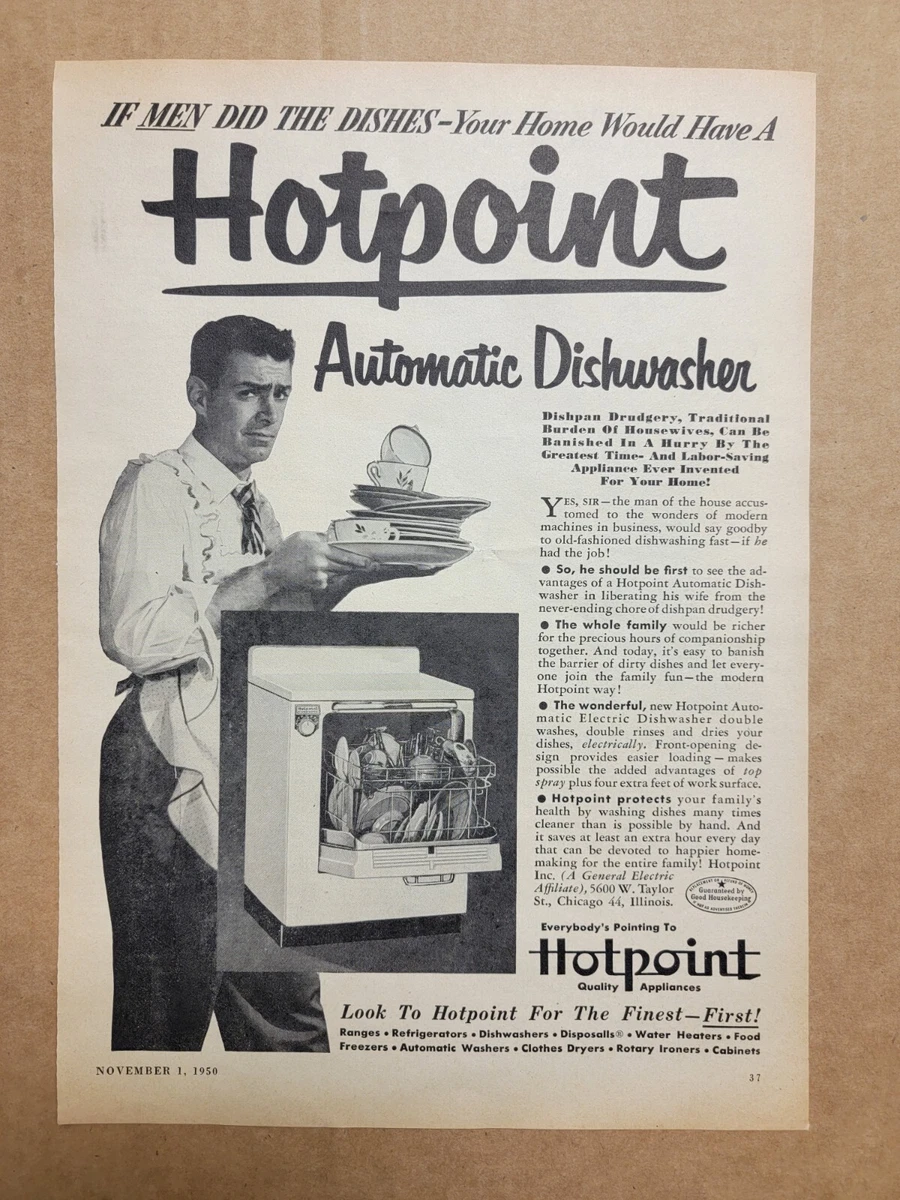 IF MEN DID THE DISHES-Your Home Would Have A
Hotpoint
Automatic Dishwasher
Dishpan Drudgery, Traditional
Burden Of Housewives, Can Be
Banished In A Hurry By The
Greatest Time- And Labor-Saving
Appliance Ever Invented
For Your Home!
YES, SIR—the man of the house accus-
tomed to the wonders of modern
machines in business, would say goodby
to old-fashioned dishwashing fast—if he
had the job!
● So, he should be first to see the ad-
vantages of a Hotpoint Automatic Dish-
washer in liberating his wife from the
never-ending chore of dishpan drudgery!
● The whole family would be richer
for the precious hours of companionship
together. And today, it's easy to banish
the barrier of dirty dishes and let every-
one join the family fun—the modern
Hotpoint way!
● The wonderful, new Hotpoint Auto-
matic Electric Dishwasher double
washes, double rinses and dries your
dishes, electrically. Front-opening de-
sign provides easier loading — makes
possible the added advantages of top
spray plus four extra feet of work surface.
● Hotpoint protects your family's
health by washing dishes many times
cleaner than is possible by hand. And
it saves at least an extra hour every day
that can be devoted to happier home-
making for the entire family! Hotpoint
Inc. (A General Electric
Affiliate), 5600 W. Taylor
St., Chicago 44, Illinois.
Guaranteed by
Good Housekeeping
Everybody's Pointing To
Hotpoint
Quality Appliances
Look To Hotpoint For The Finest—First!
Ranges • Refrigerators • Dishwashers • Disposalls® • Water Heaters • Food
Freezers • Automatic Washers • Clothes Dryers • Rotary Ironers • Cabinets
NOVEMBER 1, 1950
37